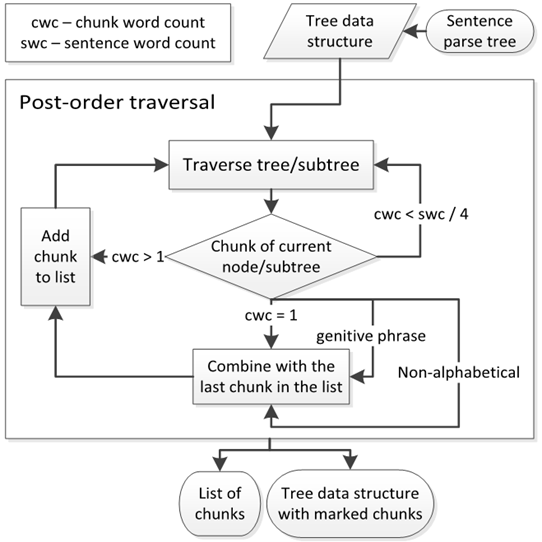 cwc – chunk word count
swc – sentence word count
Tree data
structure
Sentence
parse tree
Post-order traversal
Traverse tree/subtree
cwc < swc / 4
Add
chunk
to list
cwc > 1
Chunk of current
node/subtree
cwc = 1
genitive phrase
Non-alphabetical
Combine with the
last chunk in the list
List of
chunks
Tree data structure
with marked chunks